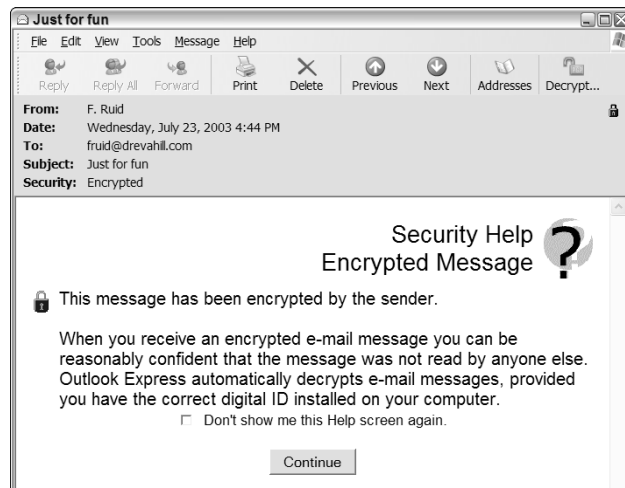 Just for fun
File Edit View Tools Message Help
Reply Reply All Forward Print Delete Previous Next Addresses Decrypt...
From: F. Ruid
Date: Wednesday, July 23, 2003 4:44 PM
To: fruid@drevahill.com
Subject: Just for fun
Security: Encrypted
Security Help
Encrypted Message
This message has been encrypted by the sender.
When you receive an encrypted e-mail message you can be
reasonably confident that the message was not read by anyone else.
Outlook Express automatically decrypts e-mail messages, provided
you have the correct digital ID installed on your computer.
Don't show me this Help screen again.
Continue